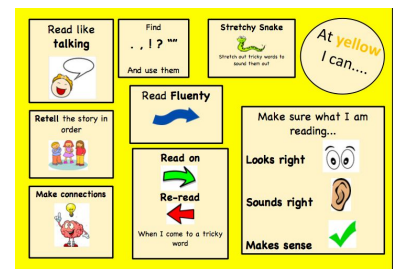 Read like
talking
Find
. , ! ? “”
And use them
Stretchy Snake
Stretch out tricky words to
sound them out
At yellow
I can....
Read Fluenty
Retell the story in
order
Make connections
Read on
Re-read
When I come to a tricky
word
Make sure what I am
reading...
Looks right
Sounds right
Makes sense